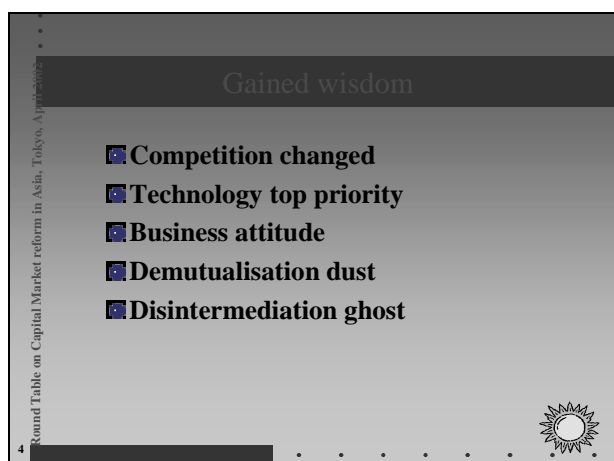 Gained wisdom
Competition changed
Technology top priority
Business attitude
Demutualisation dust
Disintermediation ghost
Round Table on Capital Market reform in Asia, Tokyo, April 2002
4